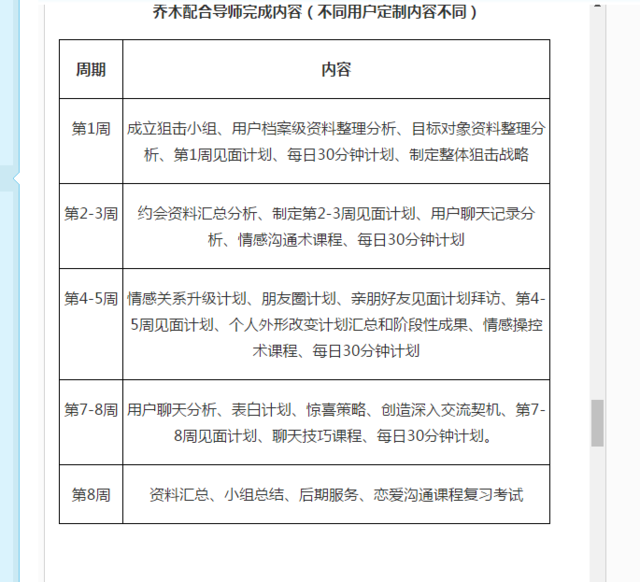 乔木配合导师完成内容（不同用户定制内容不同）
周期
内容
第1周
成立狙击小组、用户档案级资料整理分析、目标对象资料整理分
析、第1周见面计划、每日30分钟计划、制定整体狙击战略
第2-3周
约会资料汇总分析、制定第2-3周见面计划、用户聊天记录分
析、情感沟通术课程、每日30分钟计划
第4-5周
情感关系升级计划、朋友圈计划、亲朋好友见面计划拜访、第4-
5周见面计划、个人外形改变计划汇总和阶段性成果、情感操控
术课程、每日30分钟计划
第7-8周
用户聊天分析、表白计划、惊喜策略、创造深入交流契机、第7-
8周见面计划、聊天技巧课程、每日30分钟计划。
第8周
资料汇总、小组总结、后期服务、恋爱沟通课程复习考试